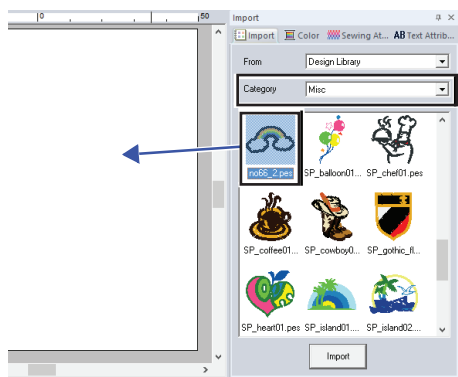 0 50 Import
Import Color Sewing At... AB Text Attrib...
From Design Library
Category Misc
no66_2.pes SP_balloon01... SP_chef01.pes
SP_coffee01... SP_cowboy0... SP_gothic_fl...
SP_heart01.pes SP_island01.... SP_island02....
Import